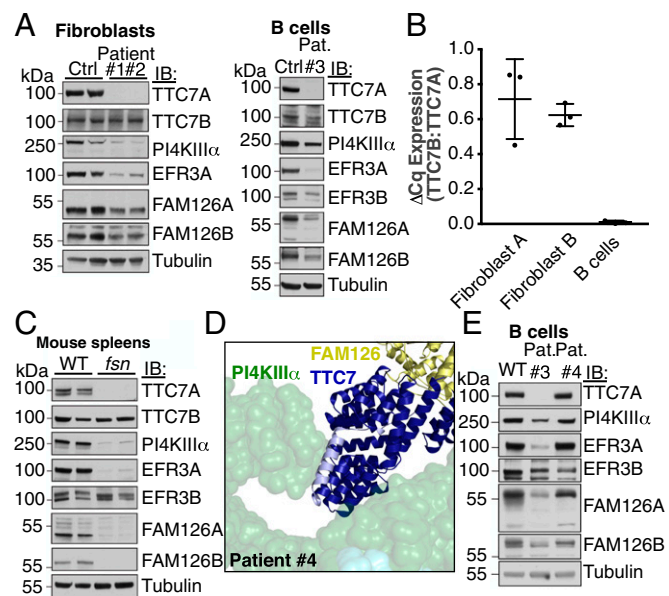 A
Fibroblasts
Patient
kDa Ctrl #1#2 IB:
100 TTC7A
100 TTC7B
250 PI4KIIIα
100 EFR3A
55 FAM126A
55 FAM126B
35 Tubulin
B cells
Pat.
kDa Ctrl #3 IB:
100 TTC7A
100 TTC7B
250 PI4KIIIα
100 EFR3A
100 EFR3B
55 FAM126A
55 FAM126B
55 Tubulin
B
ΔCq Expression
(TTC7B:TTC7A)
1.0
0.8
0.6
0.4
0.2
0.0
Fibroblast A
Fibroblast B
B cells
C
Mouse spleens
kDa WT fsn IB:
100 TTC7A
100 TTC7B
250 PI4KIIIα
100 EFR3A
100 EFR3B
55 FAM126A
55 FAM126B
55 Tubulin
D
FAM126
PI4KIIIα TTC7
Patient #4
E
B cells
Pat.Pat.
kDa WT #3 #4 IB:
100 TTC7A
250 PI4KIIIα
100 EFR3A
100 EFR3B
55 FAM126A
55 FAM126B
55 Tubulin